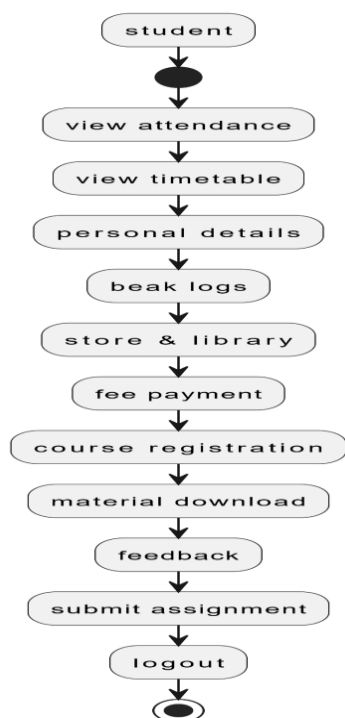 student
view attendance
view timetable
personal details
beak logs
store & library
fee payment
course registration
material download
feedback
submit assignment
logout